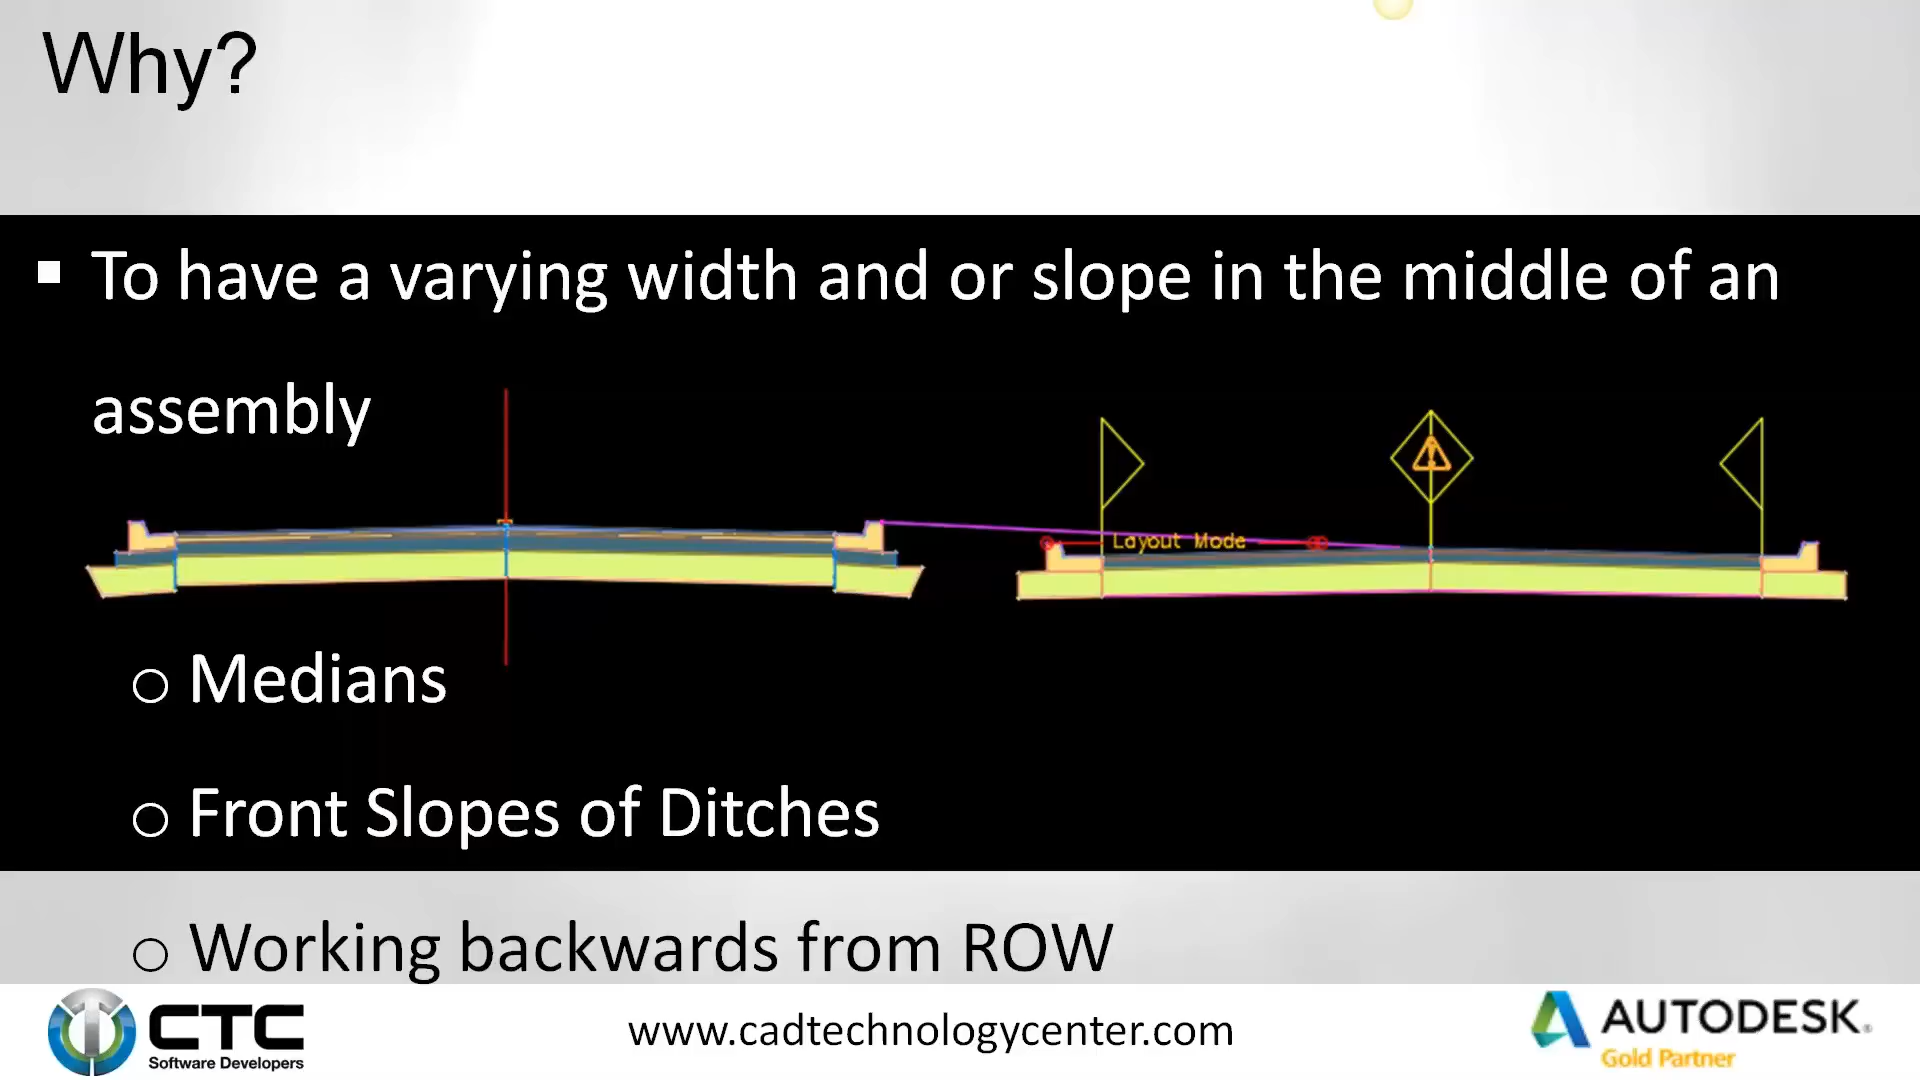 Why?
▪ To have a varying width and or slope in the middle of an
assembly
Layout Mode
o Medians
o Front Slopes of Ditches
o Working backwards from ROW
CTC
Software Developers
www.cadtechnologycenter.com
AUTODESK®
Gold Partner